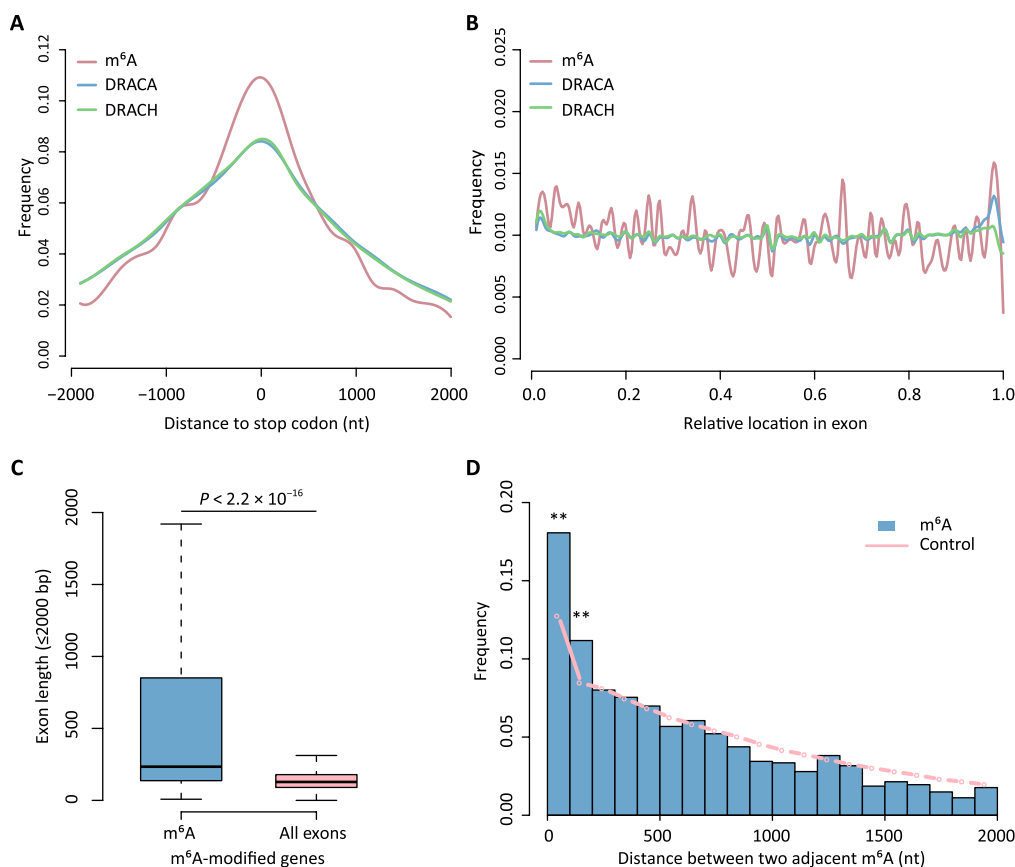 A
m⁶A
DRACA
DRACH
Frequency
0.00
0.02
0.04
0.06
0.08
0.10
0.12
−2000
−1000
0
1000
2000
Distance to stop codon (nt)
B
m⁶A
DRACA
DRACH
Frequency
0.000
0.005
0.010
0.015
0.020
0.025
0.0
0.2
0.4
0.6
0.8
1.0
Relative location in exon
C
P < 2.2 × 10⁻¹⁶
Exon length (≤2000 bp)
0
500
1000
1500
2000
m⁶A
All exons
m⁶A-modified genes
D
**
**
m⁶A
Control
Frequency
0.00
0.05
0.10
0.15
0.20
0
500
1000
1500
2000
Distance between two adjacent m⁶A (nt)